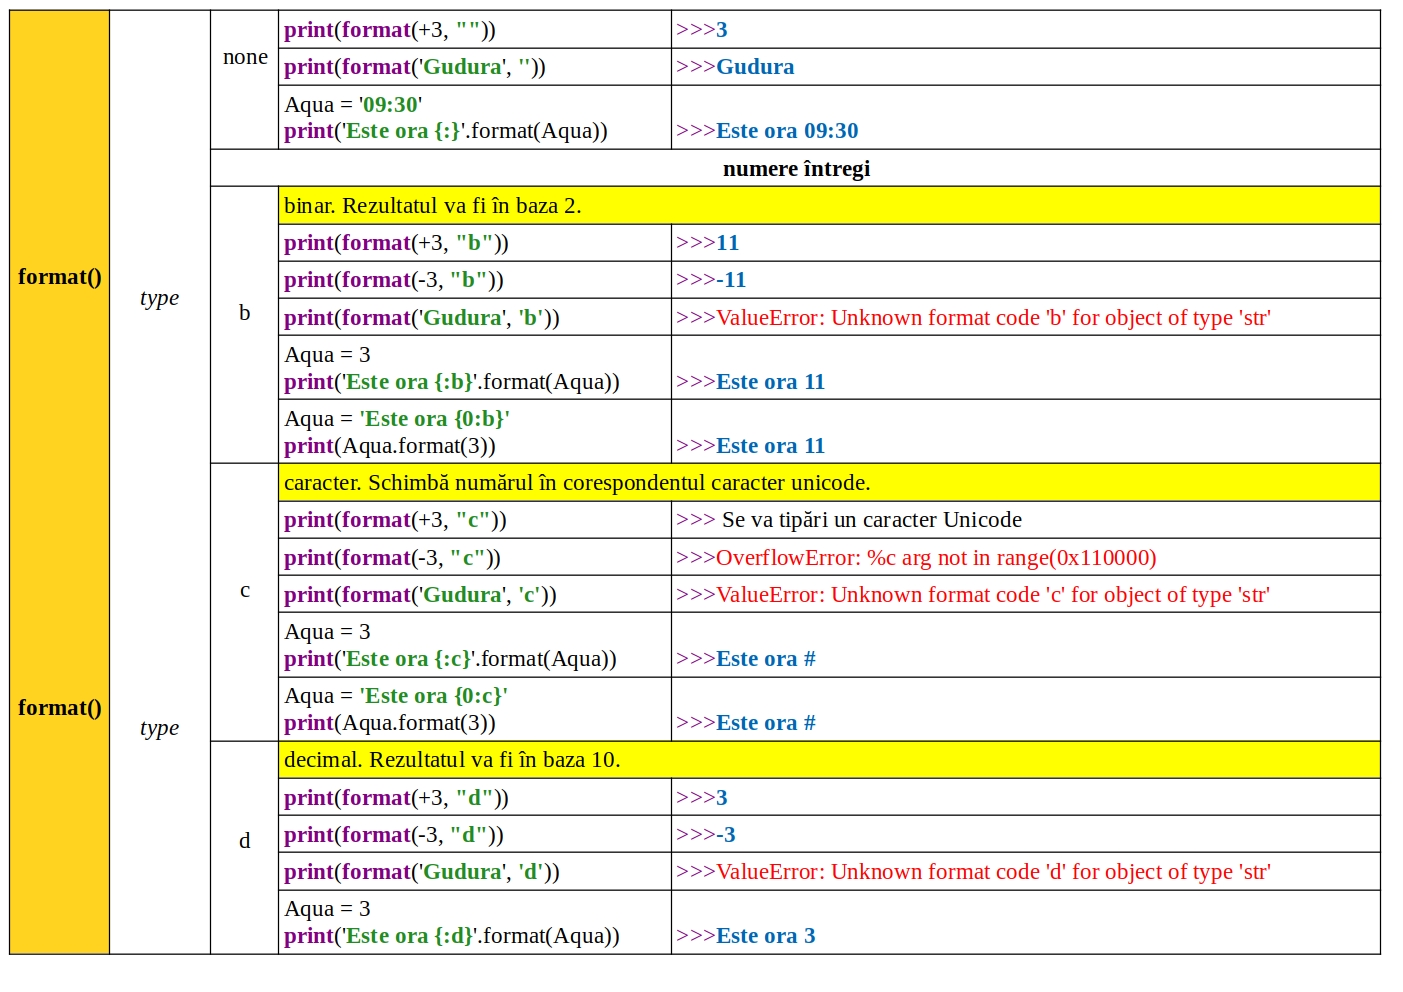 none
print(format(+3, "")) >>>3
print(format('Gudura', '')) >>>Gudura
Aqua = '09:30'
print('Este ora {:}'.format(Aqua)) >>>Este ora 09:30
numere întregi
format()
type
b
binar. Rezultatul va fi în baza 2.
print(format(+3, "b")) >>>11
print(format(-3, "b")) >>>-11
print(format('Gudura', 'b')) >>>ValueError: Unknown format code 'b' for object of type 'str'
Aqua = 3
print('Este ora {:b}'.format(Aqua)) >>>Este ora 11
Aqua = 'Este ora {0:b}'
print(Aqua.format(3)) >>>Este ora 11
c
caracter. Schimbă numărul în corespondentul caracter unicode.
print(format(+3, "c")) >>> Se va tipări un caracter Unicode
print(format(-3, "c")) >>>OverflowError: %c arg not in range(0x110000)
print(format('Gudura', 'c')) >>>ValueError: Unknown format code 'c' for object of type 'str'
Aqua = 3
print('Este ora {:c}'.format(Aqua)) >>>Este ora #
Aqua = 'Este ora {0:c}'
print(Aqua.format(3)) >>>Este ora #
format()
type
d
decimal. Rezultatul va fi în baza 10.
print(format(+3, "d")) >>>3
print(format(-3, "d")) >>>-3
print(format('Gudura', 'd')) >>>ValueError: Unknown format code 'd' for object of type 'str'
Aqua = 3
print('Este ora {:d}'.format(Aqua)) >>>Este ora 3